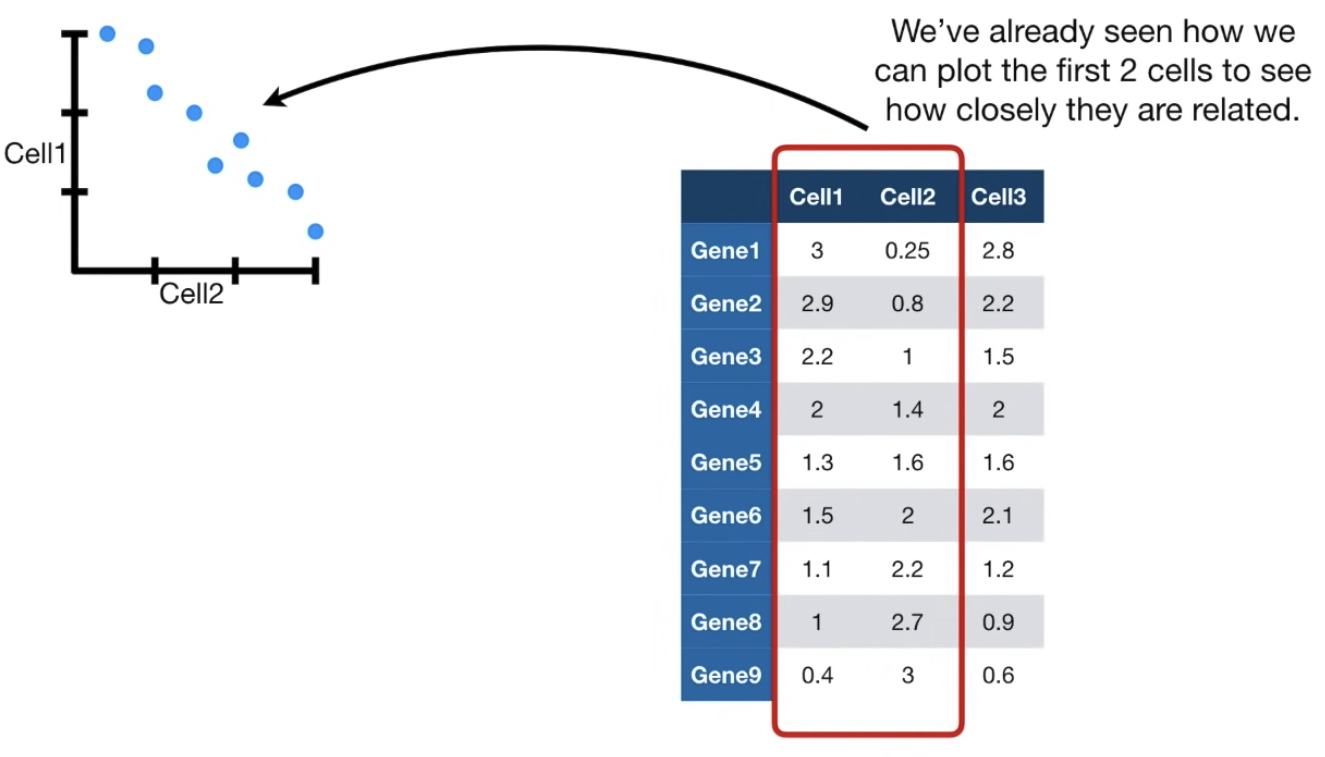 We’ve already seen how we
can plot the first 2 cells to see
how closely they are related.
Cell1
Cell2
Cell1 Cell2 Cell3
Gene1 3 0.25 2.8
Gene2 2.9 0.8 2.2
Gene3 2.2 1 1.5
Gene4 2 1.4 2
Gene5 1.3 1.6 1.6
Gene6 1.5 2 2.1
Gene7 1.1 2.2 1.2
Gene8 1 2.7 0.9
Gene9 0.4 3 0.6